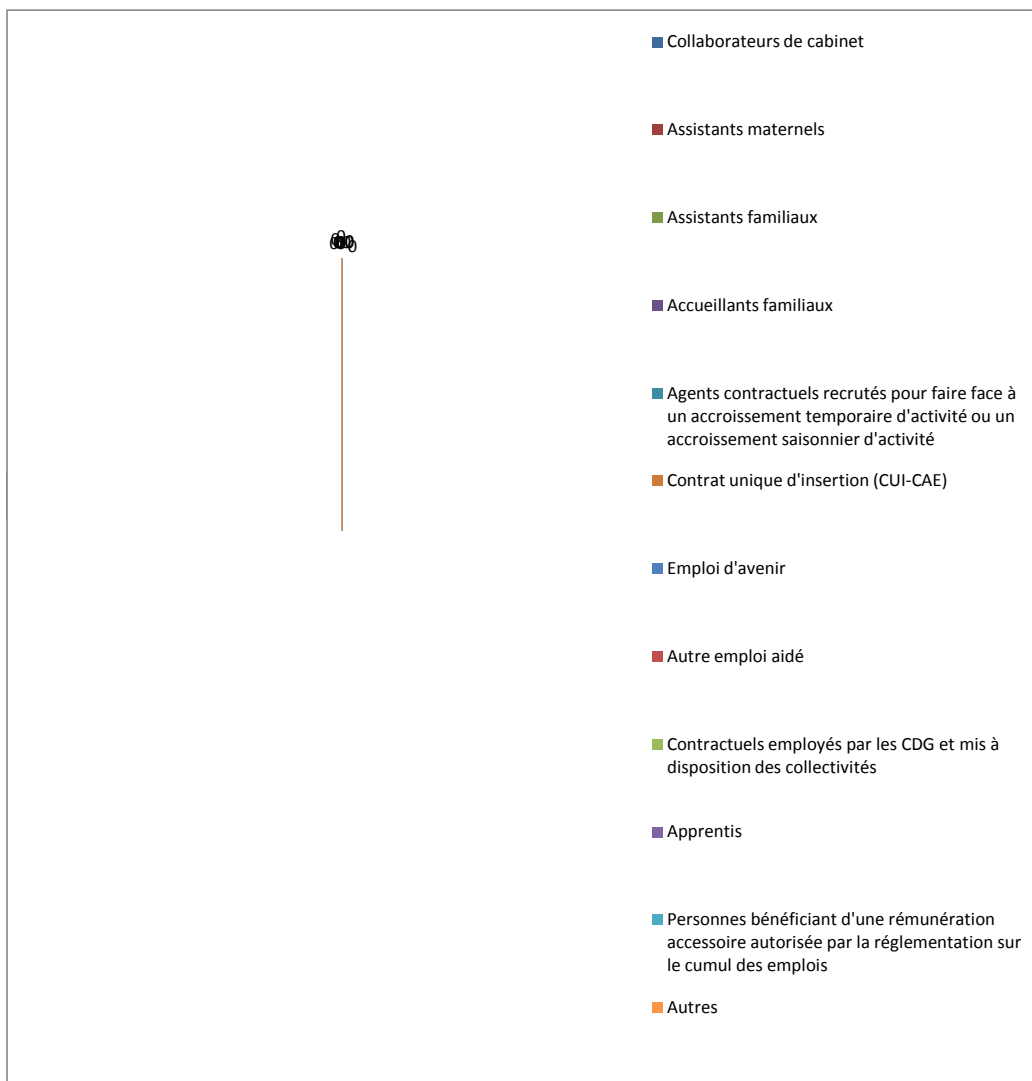 Collaborateurs de cabinet
Assistants maternels
Assistants familiaux
Accueillants familiaux
Agents contractuels recrutés pour faire face à
un accroissement temporaire d'activité ou un
accroissement saisonnier d'activité
Contrat unique d'insertion (CUI-CAE)
Emploi d'avenir
Autre emploi aidé
Contractuels employés par les CDG et mis à
disposition des collectivités
Apprentis
Personnes bénéficiant d'une rémunération
accessoire autorisée par la réglementation sur
le cumul des emplois
Autres